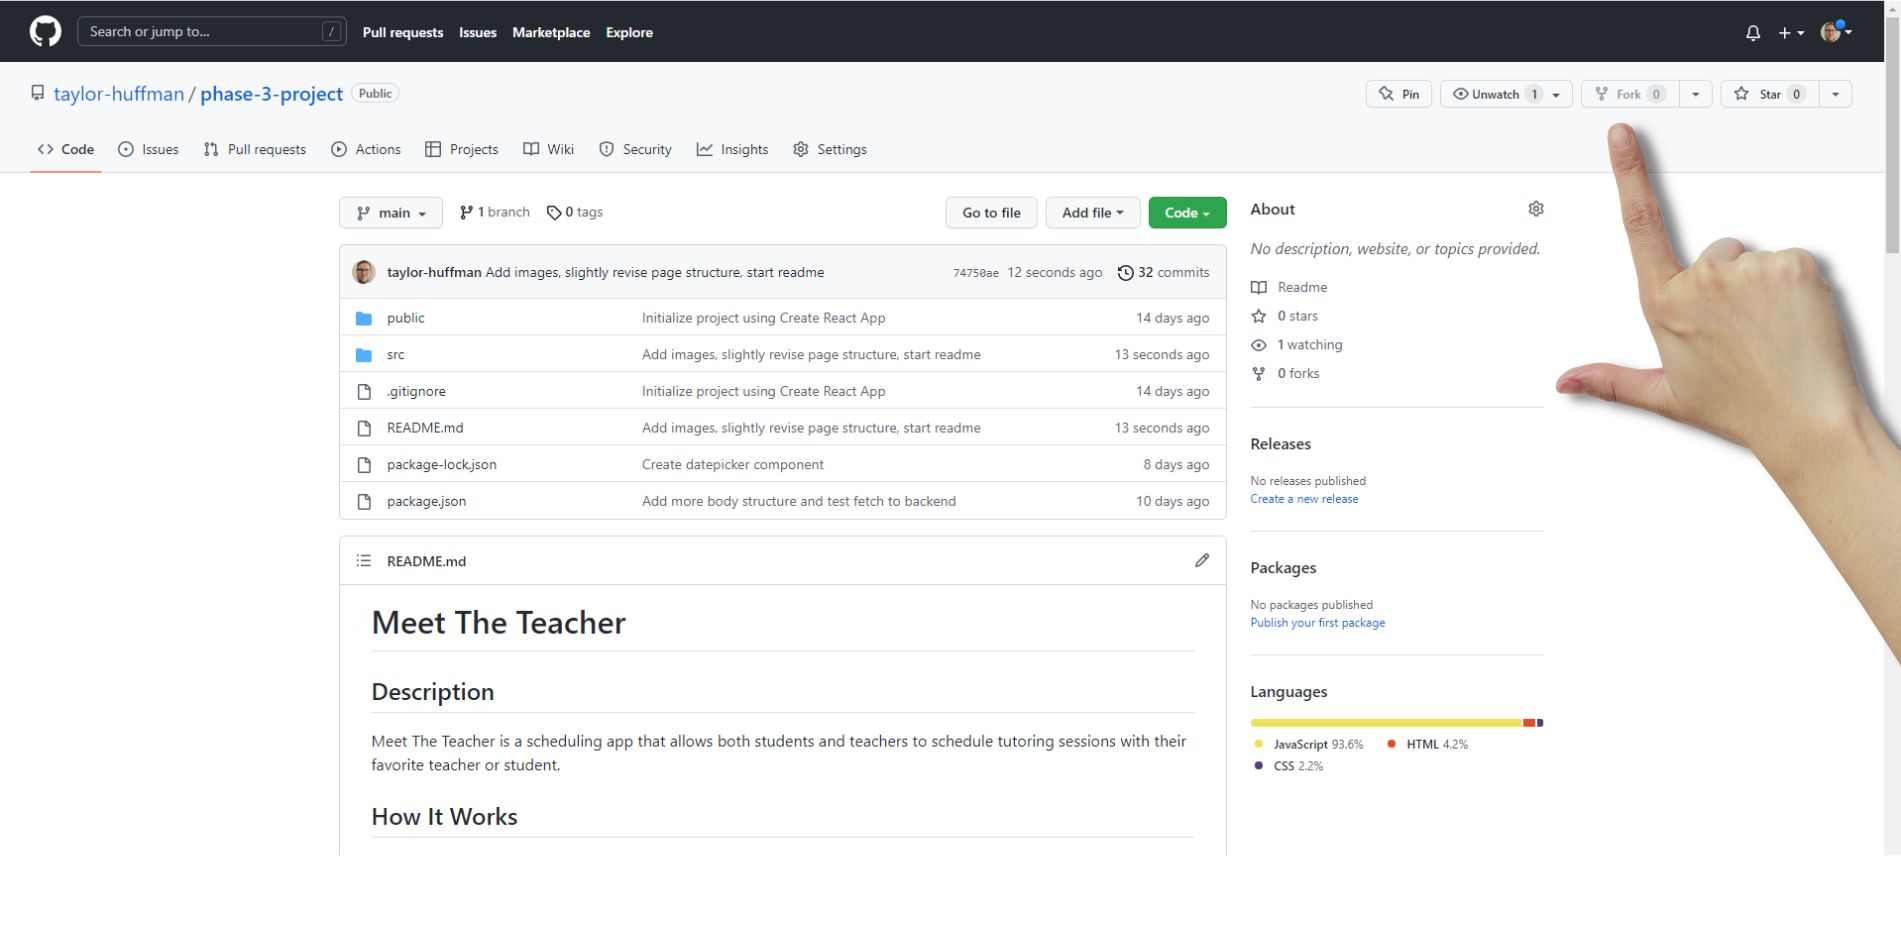 Search or jump to... /
Pull requests Issues Marketplace Explore
taylor-huffman / phase-3-project Public
Pin Unwatch 1 Fork 0 Star 0
Code Issues Pull requests Actions Projects Wiki Security Insights Settings
main 1 branch 0 tags Go to file Add file Code
taylor-huffman Add images, slightly revise page structure, start readme 74750ae 12 seconds ago 32 commits
public Initialize project using Create React App 14 days ago
src Add images, slightly revise page structure, start readme 13 seconds ago
.gitignore Initialize project using Create React App 14 days ago
README.md Add images, slightly revise page structure, start readme 13 seconds ago
package-lock.json Create datepicker component 8 days ago
package.json Add more body structure and test fetch to backend 10 days ago
README.md
Meet The Teacher
Description
Meet The Teacher is a scheduling app that allows both students and teachers to schedule tutoring sessions with their
favorite teacher or student.
How It Works
About
No description, website, or topics provided.
Readme
0 stars
1 watching
0 forks
Releases
No releases published
Create a new release
Packages
No packages published
Publish your first package
Languages
JavaScript 93.6% HTML 4.2%
CSS 2.2%